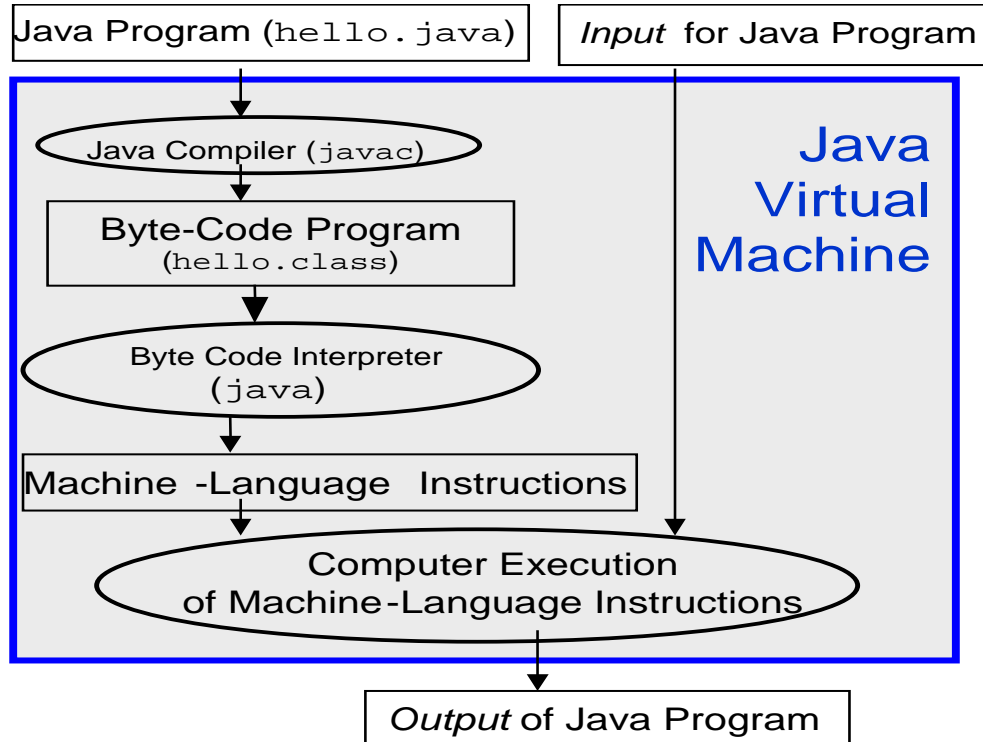 Java Program (hello.java)
Input for Java Program
Java Compiler (javac)
Java
Virtual
Machine
Byte-Code Program
(hello.class)
Byte Code Interpreter
(java)
Machine -Language Instructions
Computer Execution
of Machine-Language Instructions
Output of Java Program